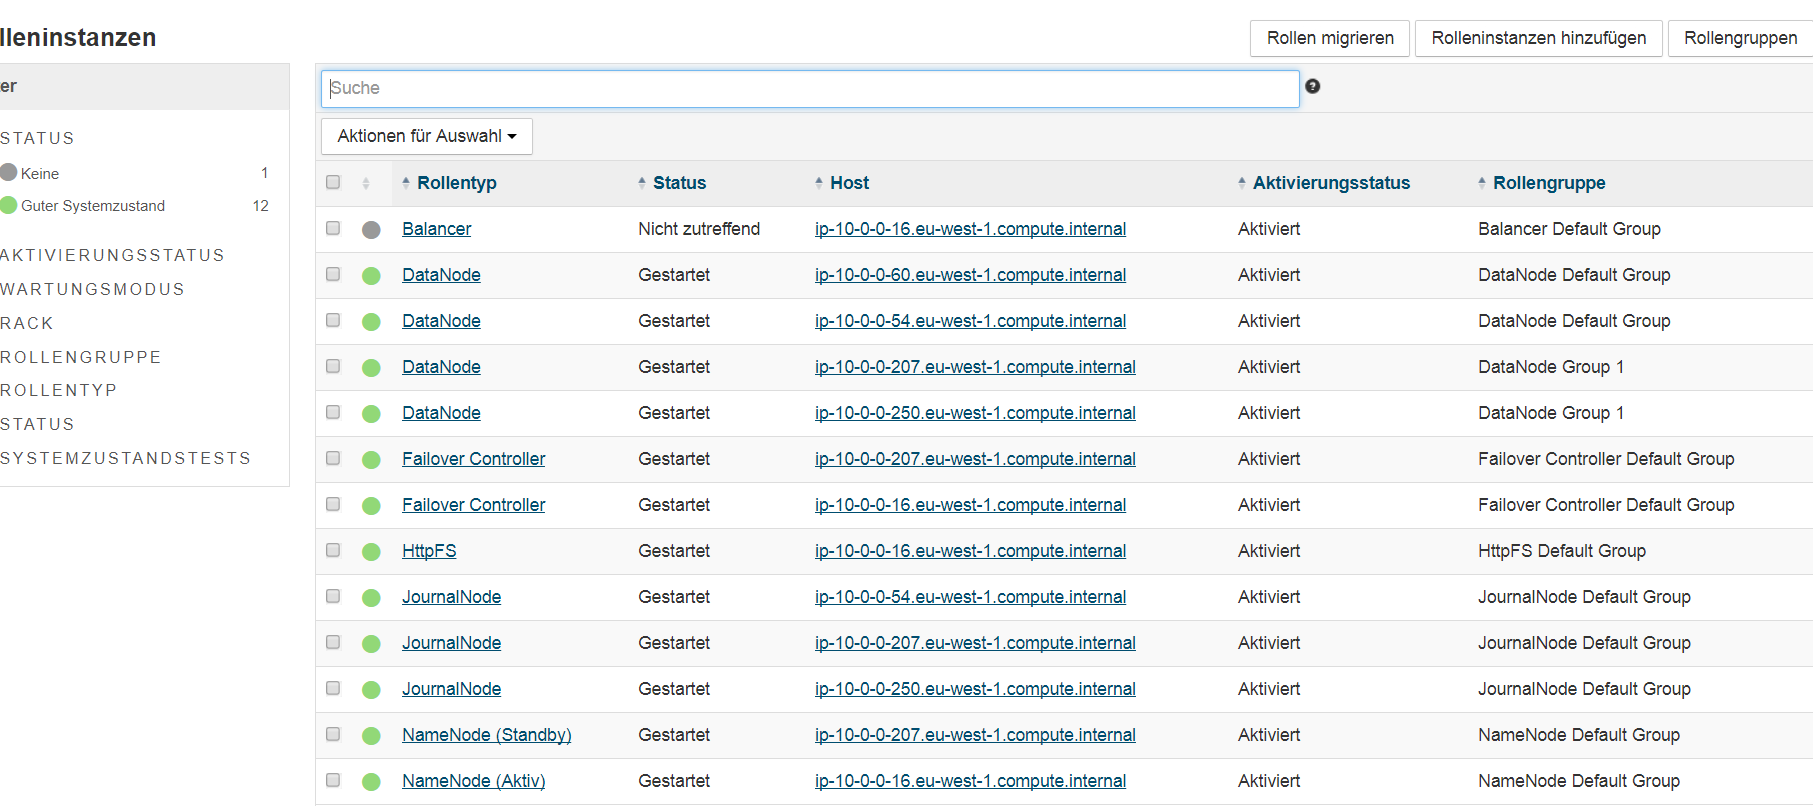 lleninstanzen
Rollen migrieren Rolleninstanzen hinzufügen Rollengruppen
ter
STATUS
Keine 1
Guter Systemzustand 12
AKTIVIERUNGSSTATUS
WARTUNGSMODUS
RACK
ROLLENGRUPPE
ROLLENTYP
STATUS
SYSTEMZUSTANDSTESTS
Suche
?
Aktionen für Auswahl
Rollentyp Status Host Aktivierungsstatus Rollengruppe
Balancer Nicht zutreffend ip-10-0-0-16.eu-west-1.compute.internal Aktiviert Balancer Default Group
DataNode Gestartet ip-10-0-0-60.eu-west-1.compute.internal Aktiviert DataNode Default Group
DataNode Gestartet ip-10-0-0-54.eu-west-1.compute.internal Aktiviert DataNode Default Group
DataNode Gestartet ip-10-0-0-207.eu-west-1.compute.internal Aktiviert DataNode Group 1
DataNode Gestartet ip-10-0-0-250.eu-west-1.compute.internal Aktiviert DataNode Group 1
Failover Controller Gestartet ip-10-0-0-207.eu-west-1.compute.internal Aktiviert Failover Controller Default Group
Failover Controller Gestartet ip-10-0-0-16.eu-west-1.compute.internal Aktiviert Failover Controller Default Group
HttpFS Gestartet ip-10-0-0-16.eu-west-1.compute.internal Aktiviert HttpFS Default Group
JournalNode Gestartet ip-10-0-0-54.eu-west-1.compute.internal Aktiviert JournalNode Default Group
JournalNode Gestartet ip-10-0-0-207.eu-west-1.compute.internal Aktiviert JournalNode Default Group
JournalNode Gestartet ip-10-0-0-250.eu-west-1.compute.internal Aktiviert JournalNode Default Group
NameNode (Standby) Gestartet ip-10-0-0-207.eu-west-1.compute.internal Aktiviert NameNode Default Group
NameNode (Aktiv) Gestartet ip-10-0-0-16.eu-west-1.compute.internal Aktiviert NameNode Default Group